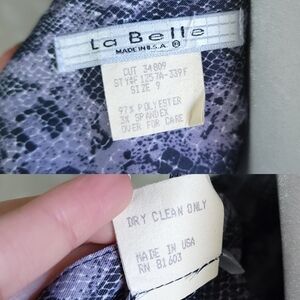 La Belle
MADE IN U.S.A. ®
CUT 34809
STY#F1257A-339F
SIZE 9
97% POLYESTER
3% SPANDEX
OVER FOR CARE
DRY CLEAN ONLY
MADE IN USA
RN 81603